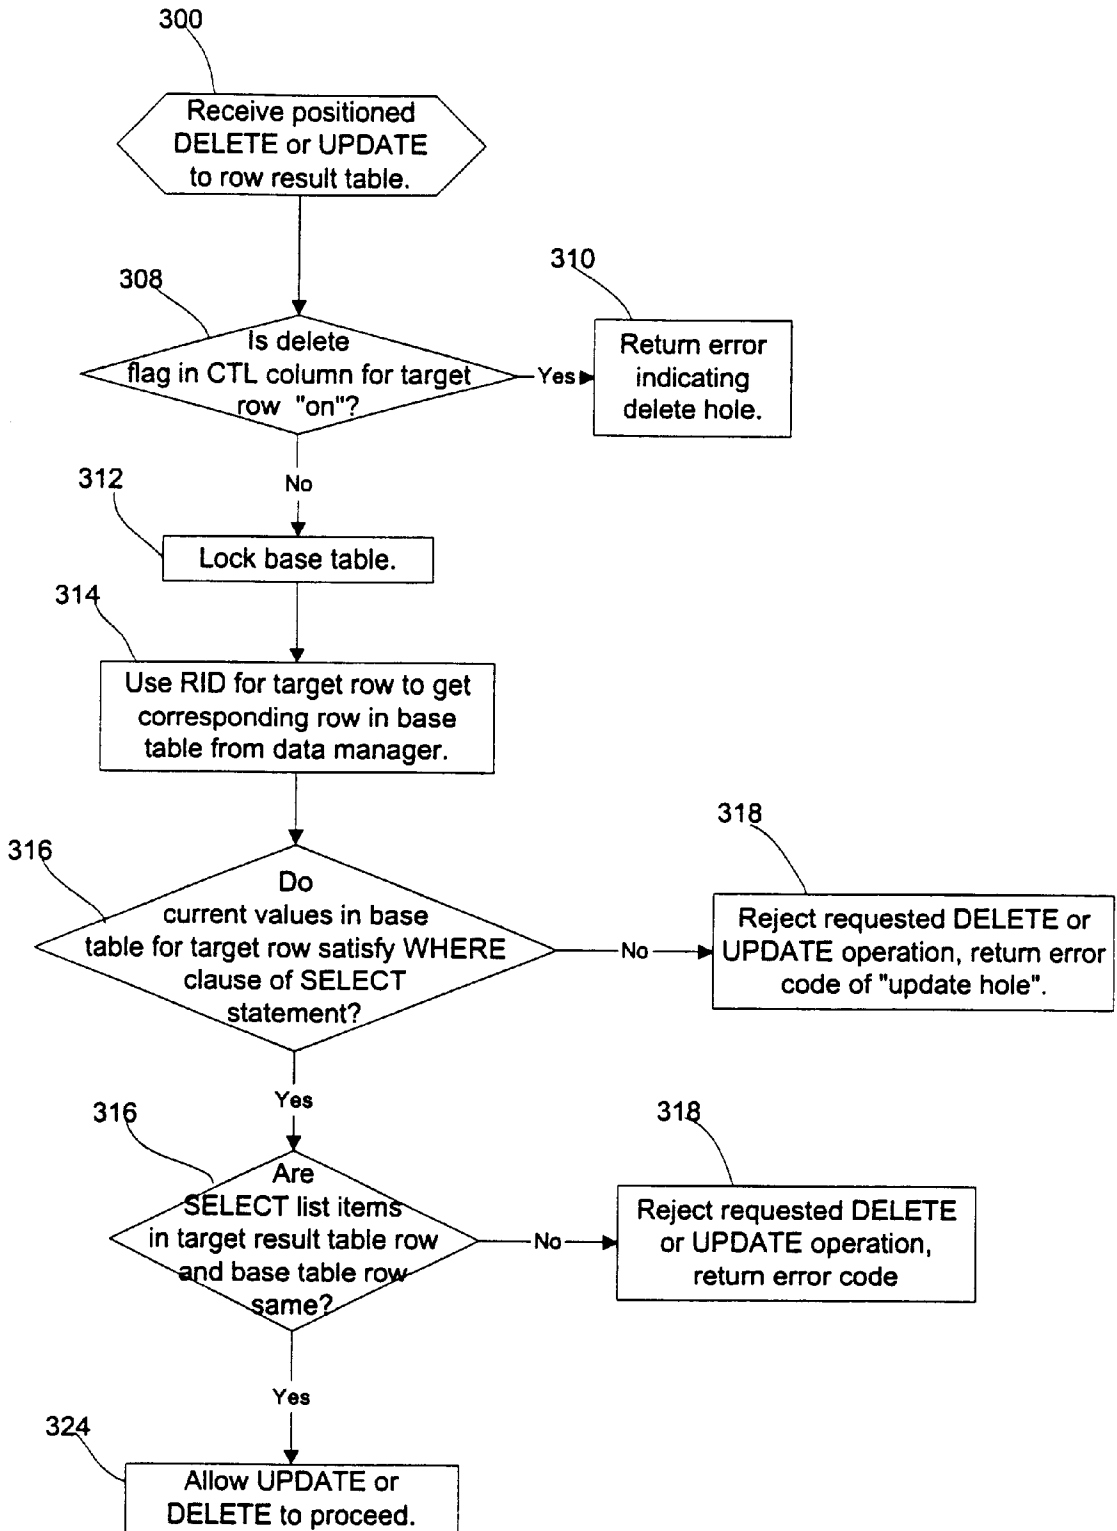 300
Receive positioned
DELETE or UPDATE
to row result table.
308
Is delete
flag in CTL column for target
row "on"?
Yes
310
Return error
indicating
delete hole.
No
312
Lock base table.
314
Use RID for target row to get
corresponding row in base
table from data manager.
316
Do
current values in base
table for target row satisfy WHERE
clause of SELECT
statement?
No
318
Reject requested DELETE or
UPDATE operation, return error
code of "update hole".
Yes
316
Are
SELECT list items
in target result table row
and base table row
same?
No
318
Reject requested DELETE
or UPDATE operation,
return error code
Yes
324
Allow UPDATE or
DELETE to proceed.